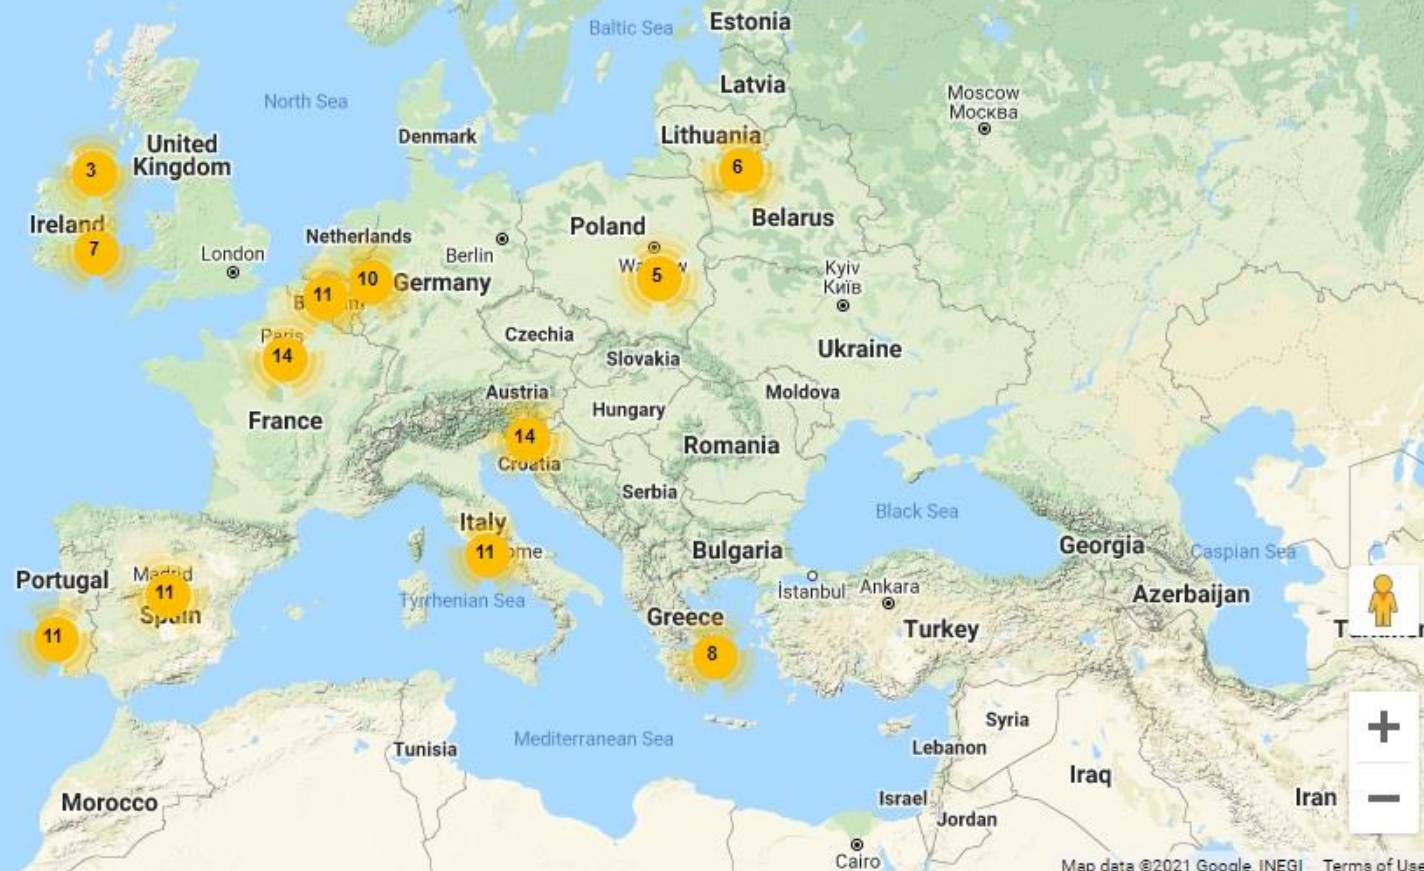 Estonia
Baltic Sea
Latvia
Moscow
Москва
North Sea
Denmark
Lithuania
6
United
Kingdom
3
Ireland
7
London
Netherlands
Berlin
Poland
Belarus
10
Germany
11
5
Kyiv
Київ
Paris
14
Czechia
Slovakia
Ukraine
Austria
Moldova
France
Hungary
14
Croatia
Romania
Serbia
Black Sea
Italy
11
Bulgaria
Georgia
Caspian Sea
Portugal
Madrid
11
Spain
11
Tyrrhenian Sea
İstanbul
Ankara
Azerbaijan
Greece
8
Turkey
Syria
Tunisia
Mediterranean Sea
Lebanon
Morocco
Iraq
Israel
Jordan
Iran
Cairo
Map data ©2021 Google, INEGI
Terms of Use